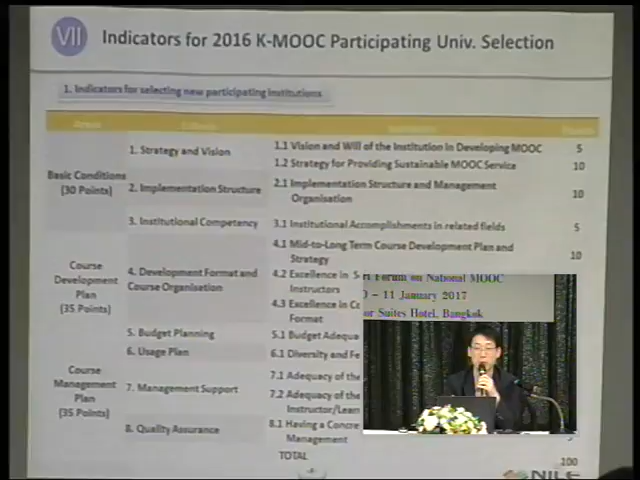 VII
Indicators for 2016 K-MOOC Participating Univ. Selection
1. Indicators for selecting new participating institutions
Basic Conditions
(30 Points)
1. Strategy and Vision
1.1 Vision and Will of the Institution in Developing MOOC
5
1.2 Strategy for Providing Sustainable MOOC Service
10
2. Implementation Structure
2.1 Implementation Structure and Management
Organisation
10
3. Institutional Competency
3.1 Institutional Accomplishments in related fields
5
Course
Development
Plan
(35 Points)
4. Development Format and
Course Organisation
4.1 Mid-to-Long Term Course Development Plan and
Strategy
10
4.2 Excellence in
Instructors
4.3 Excellence in
Format
5. Budget Planning
5.1 Budget
6. Usage Plan
6.1 Diversity and
Course
Management
Plan
(35 Points)
7. Management Support
7.1 Adequacy of the
7.2 Adequacy of the
8. Quality Assurance
8.1 Having a
Management
TOTAL
100
NILE
Forum on National MOOC
– 11 January 2017
Suites Hotel, Bangkok